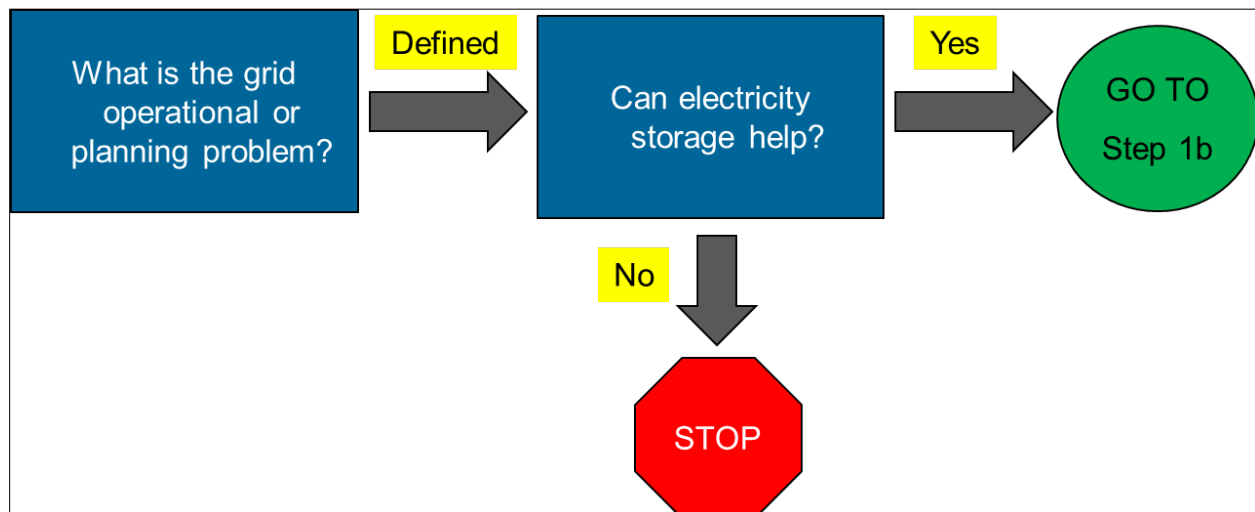 What is the grid
operational or
planning problem?
Defined
Can electricity
storage help?
Yes
GO TO
Step 1b
No
STOP